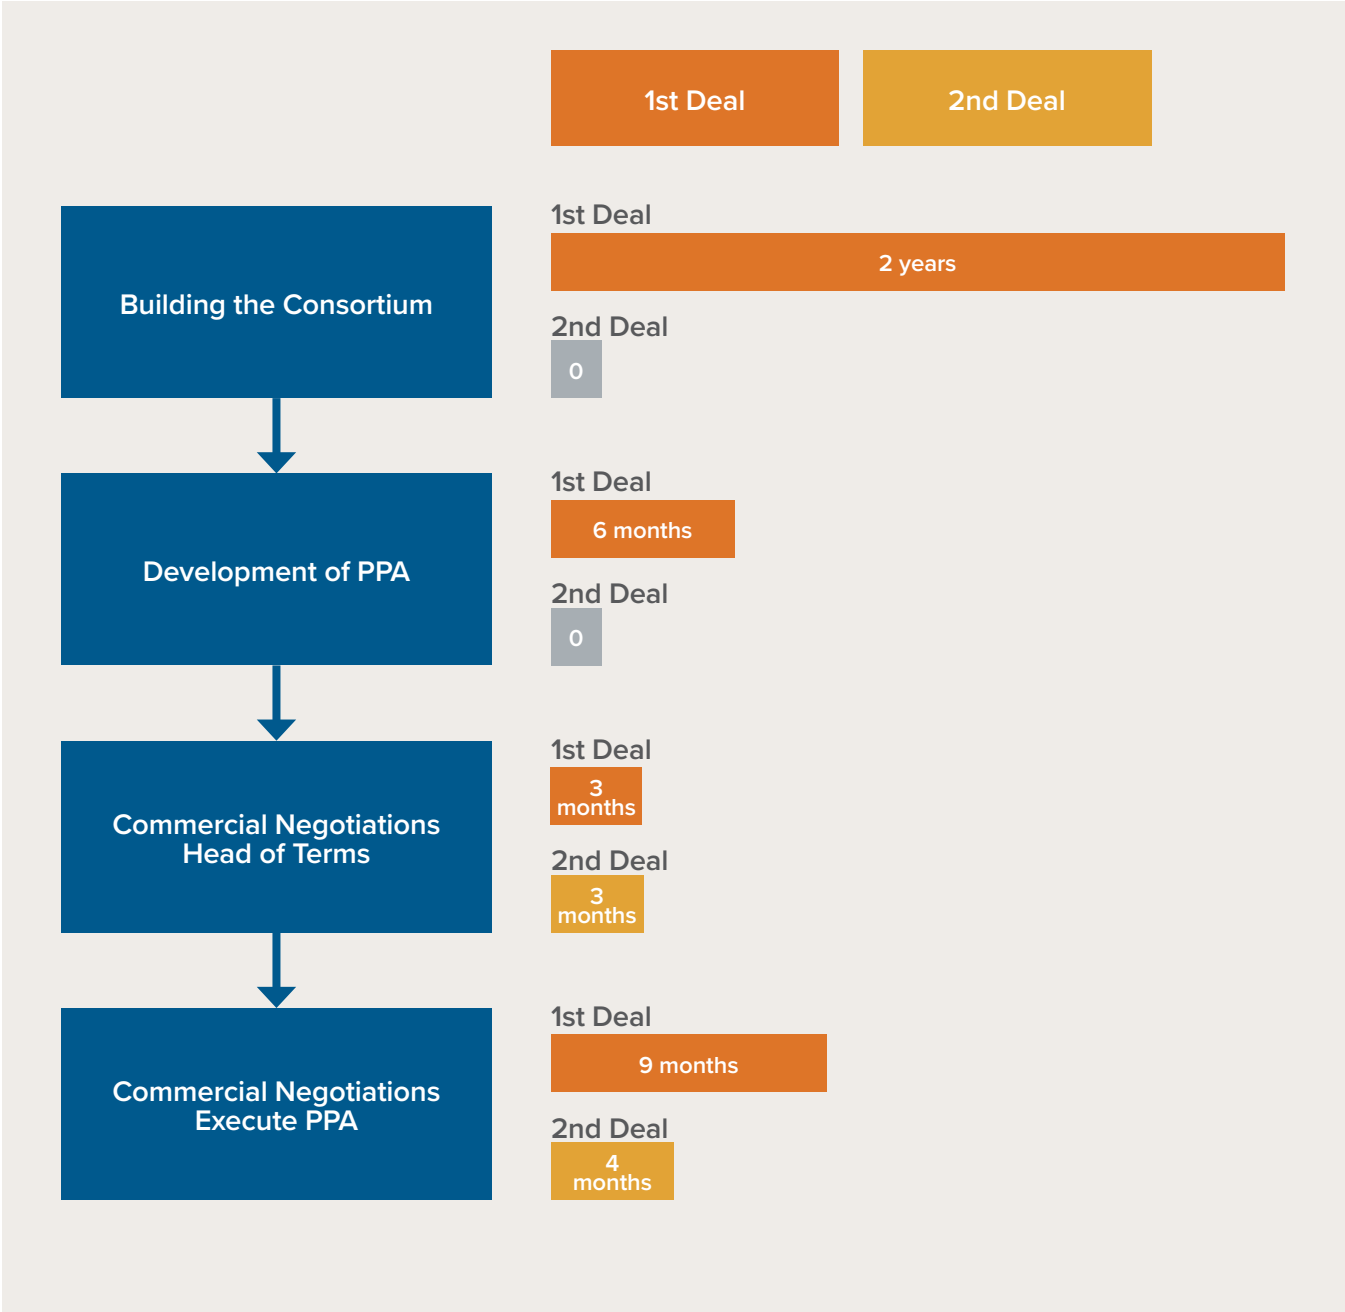 1st Deal
2nd Deal
Building the Consortium
1st Deal
2 years
2nd Deal
0
Development of PPA
1st Deal
6 months
2nd Deal
0
Commercial Negotiations
Head of Terms
1st Deal
3
months
2nd Deal
3
months
Commercial Negotiations
Execute PPA
1st Deal
9 months
2nd Deal
4
months